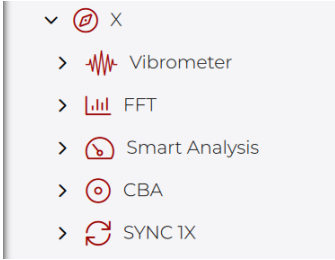 X
Vibrometer
FFT
Smart Analysis
CBA
SYNC 1X